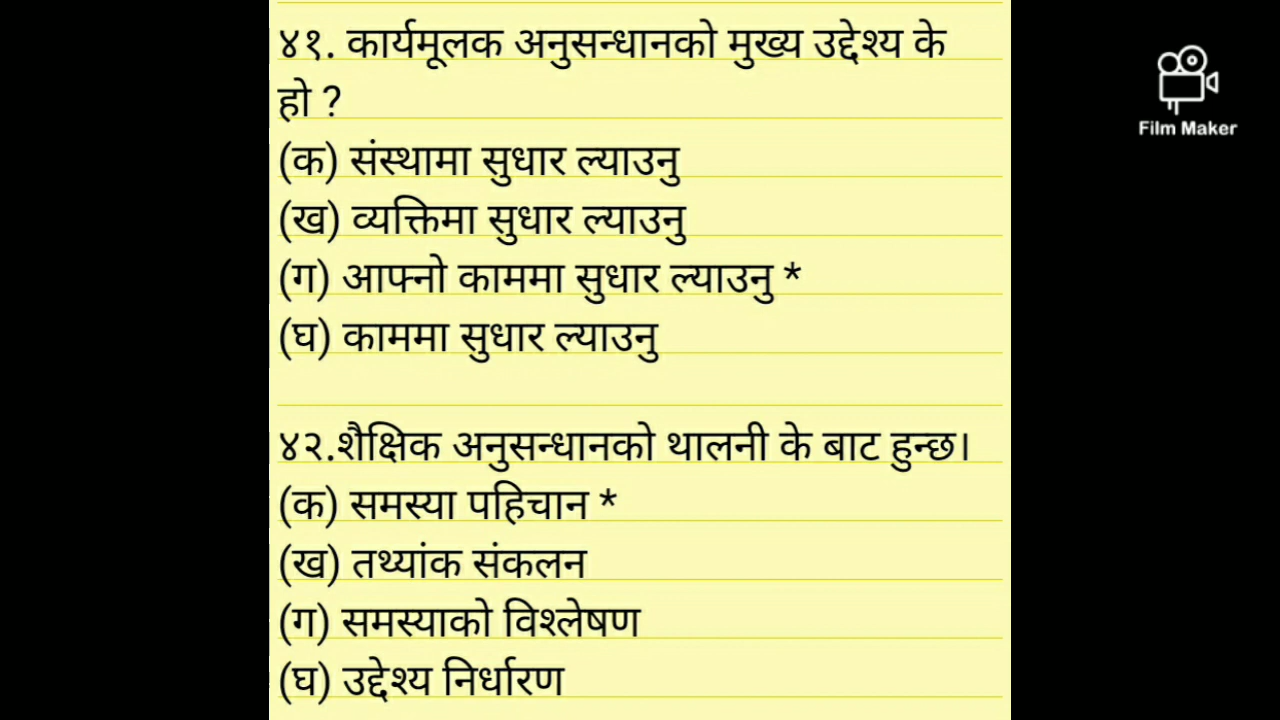 ४१. कार्यमूलक अनुसन्धानको मुख्य उद्देश्य के
हो ?
(क) संस्थामा सुधार ल्याउनु
(ख) व्यक्तिमा सुधार ल्याउनु
(ग) आफ्नो काममा सुधार ल्याउनु *
(घ) काममा सुधार ल्याउनु
४२.शैक्षिक अनुसन्धानको थालनी के बाट हुन्छ।
(क) समस्या पहिचान *
(ख) तथ्यांक संकलन
(ग) समस्याको विश्लेषण
(घ) उद्देश्य निर्धारण
Film Maker